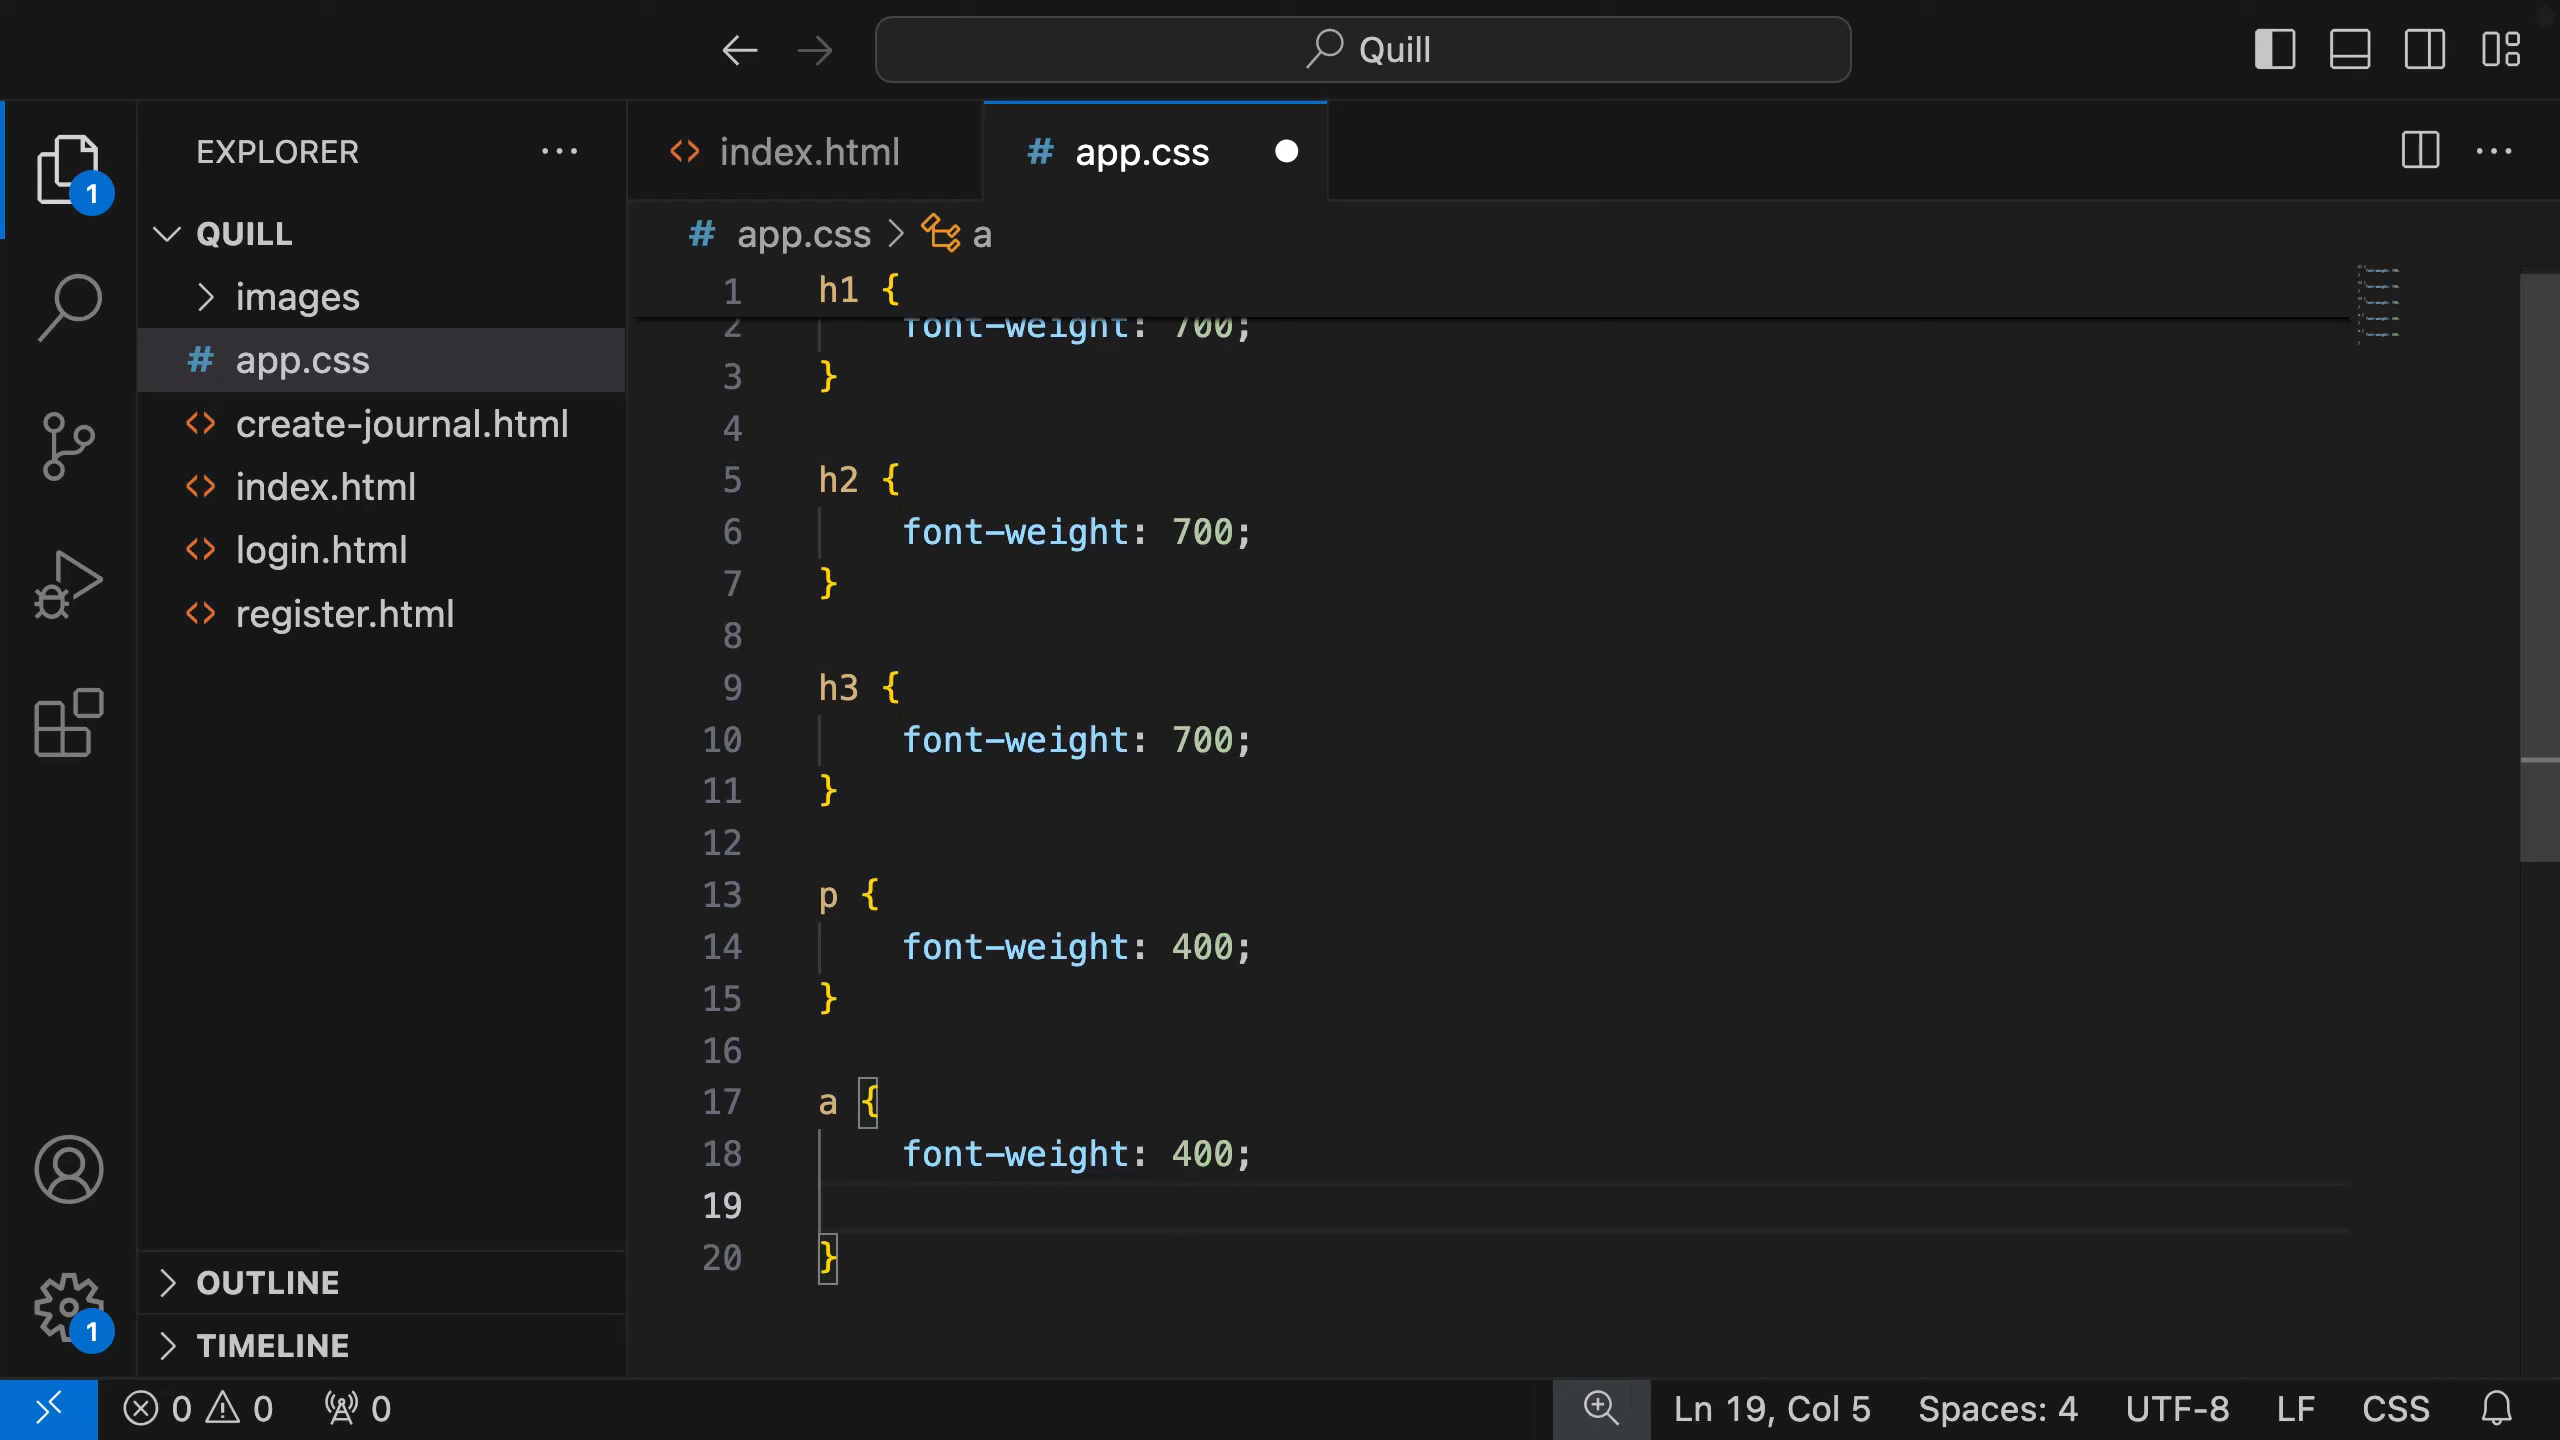 Quill
EXPLORER
QUILL
images
app.css
create-journal.html
index.html
login.html
register.html
OUTLINE
TIMELINE
1
1
index.html
# app.css
# app.css > a
1 h1 {
2 font-weight: 700;
3 }
4
5 h2 {
6 font-weight: 700;
7 }
8
9 h3 {
10 font-weight: 700;
11 }
12
13 p {
14 font-weight: 400;
15 }
16
17 a {
18 font-weight: 400;
19
20 }
0 0 0
Ln 19, Col 5 Spaces: 4 UTF-8 LF CSS